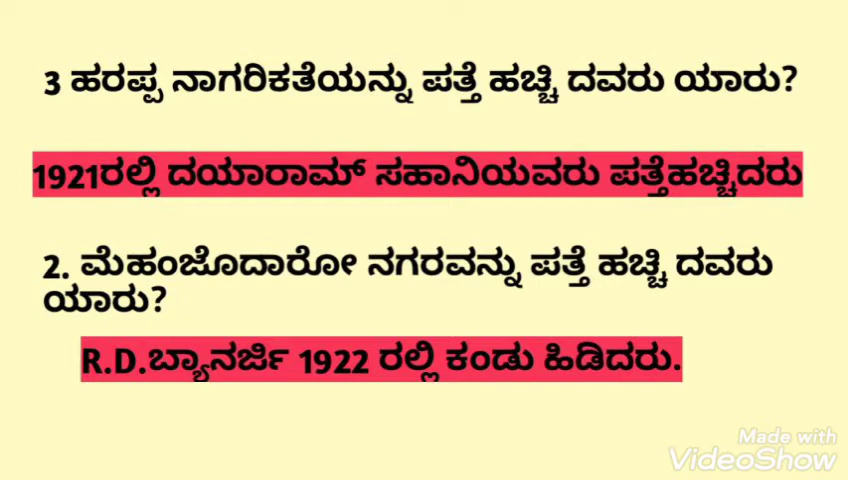 3 ಹರಪ್ಪ ನಾಗರಿಕತೆಯನ್ನು ಪತ್ತೆ ಹಚ್ಚಿ ದವರು ಯಾರು?
1921ರಲ್ಲಿ ದಯಾರಾಮ್ ಸಹಾನಿಯವರು ಪತ್ತೆಹಚ್ಚಿದರು
2. ಮೆಹಂಜೊದಾರೋ ನಗರವನ್ನು ಪತ್ತೆ ಹಚ್ಚಿ ದವರು
ಯಾರು?
R.D.ಬ್ಯಾನರ್ಜಿ 1922 ರಲ್ಲಿ ಕಂಡು ಹಿಡಿದರು.
Made with
VideoShow